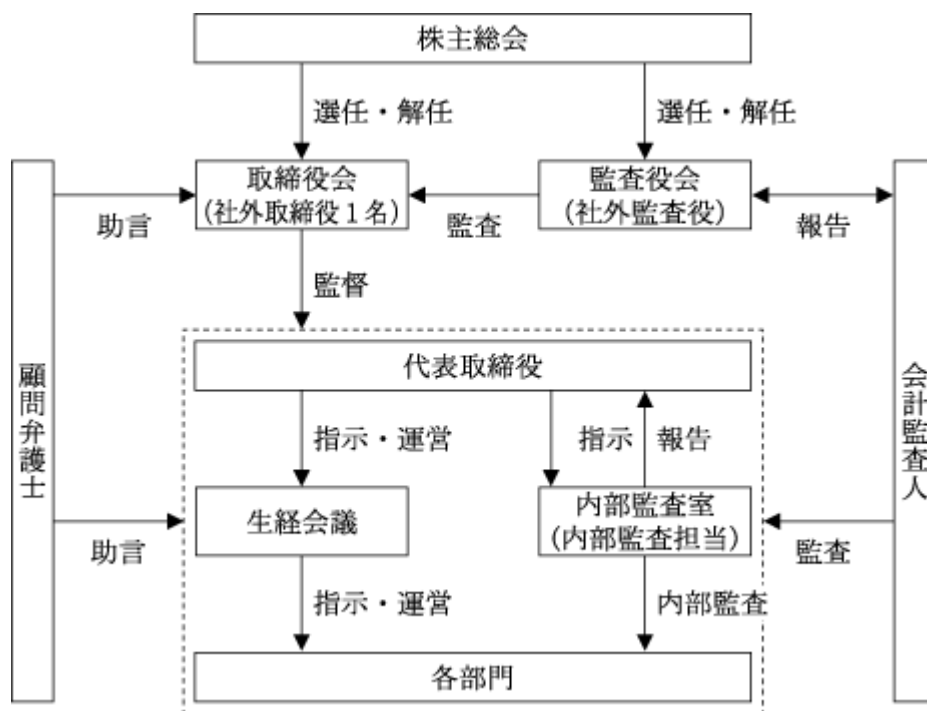 株主総会
選任・解任
選任・解任
取締役会
(社外取締役1名)
監査役会
(社外監査役)
助言
監査
報告
監督
代表取締役
顧問弁護士
会計監査人
指示・運営
指示
報告
生経会議
内部監査室
(内部監査担当)
助言
監査
指示・運営
内部監査
各部門